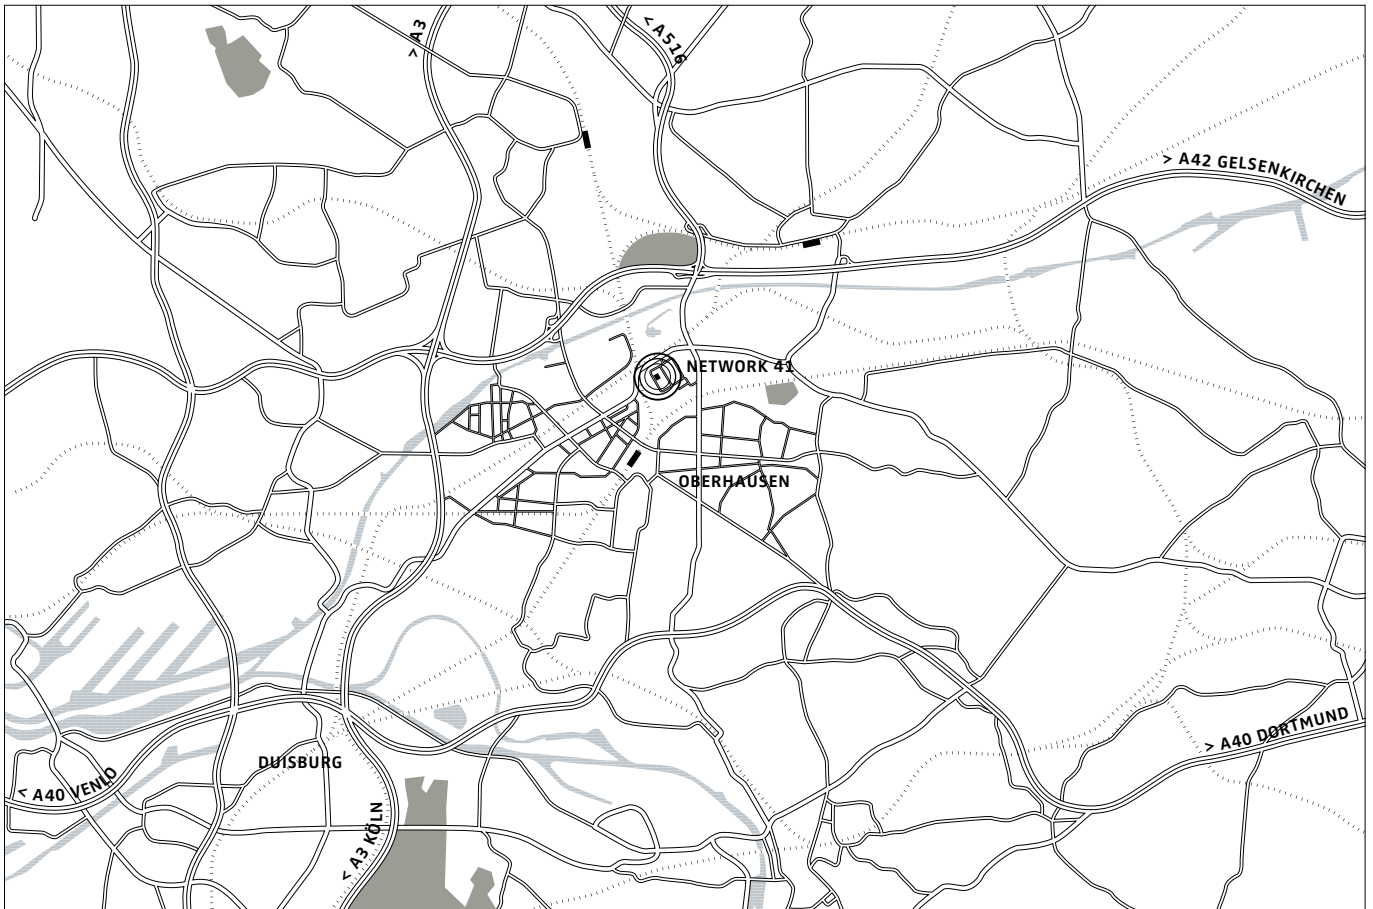 > A3
< A516
> A42 GELSENKIRCHEN
NETWORK 41
OBERHAUSEN
> A40 DORTMUND
DUISBURG
< A40 VENLO
< A3 KÖLN